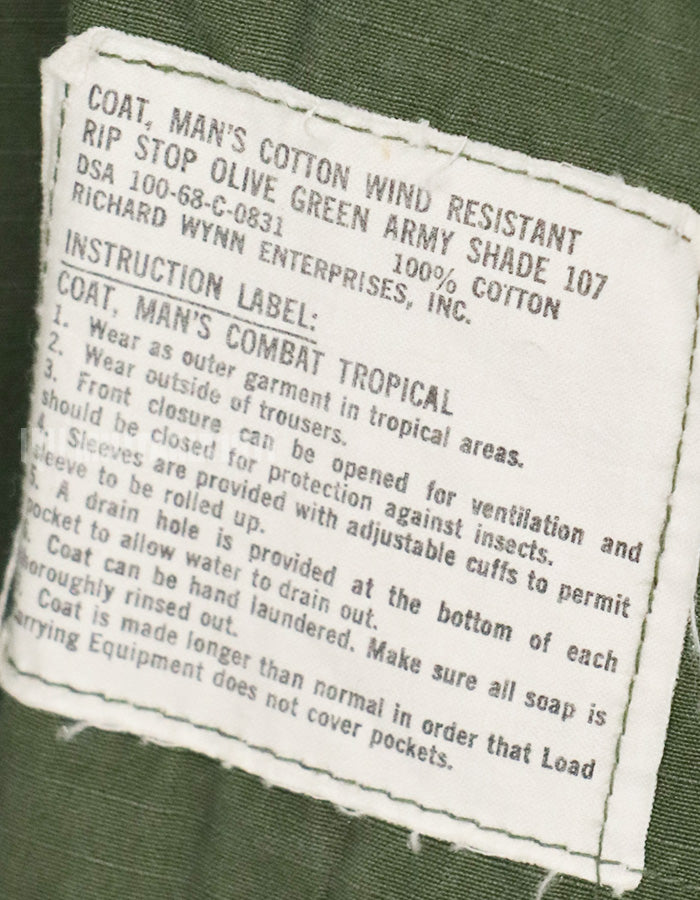 COAT, MAN'S COTTON WIND RESISTANT
RIP STOP OLIVE GREEN ARMY SHADE 107
DSA 100-68-C-0831 100% COTTON
RICHARD WYNN ENTERPRISES, INC.
INSTRUCTION LABEL:
COAT, MAN'S COMBAT TROPICAL
1. Wear as outer garment in tropical areas.
2. Wear outside of trousers.
3. Front closure can be opened for ventilation and
should be closed for protection against insects.
4. Sleeves are provided with adjustable cuffs to permit
sleeve to be rolled up.
5. A drain hole is provided at the bottom of each
pocket to allow water to drain out.
Coat can be hand laundered. Make sure all soap is
horoughly rinsed out.
Coat is made longer than normal in order that Load
arrying Equipment does not cover pockets.